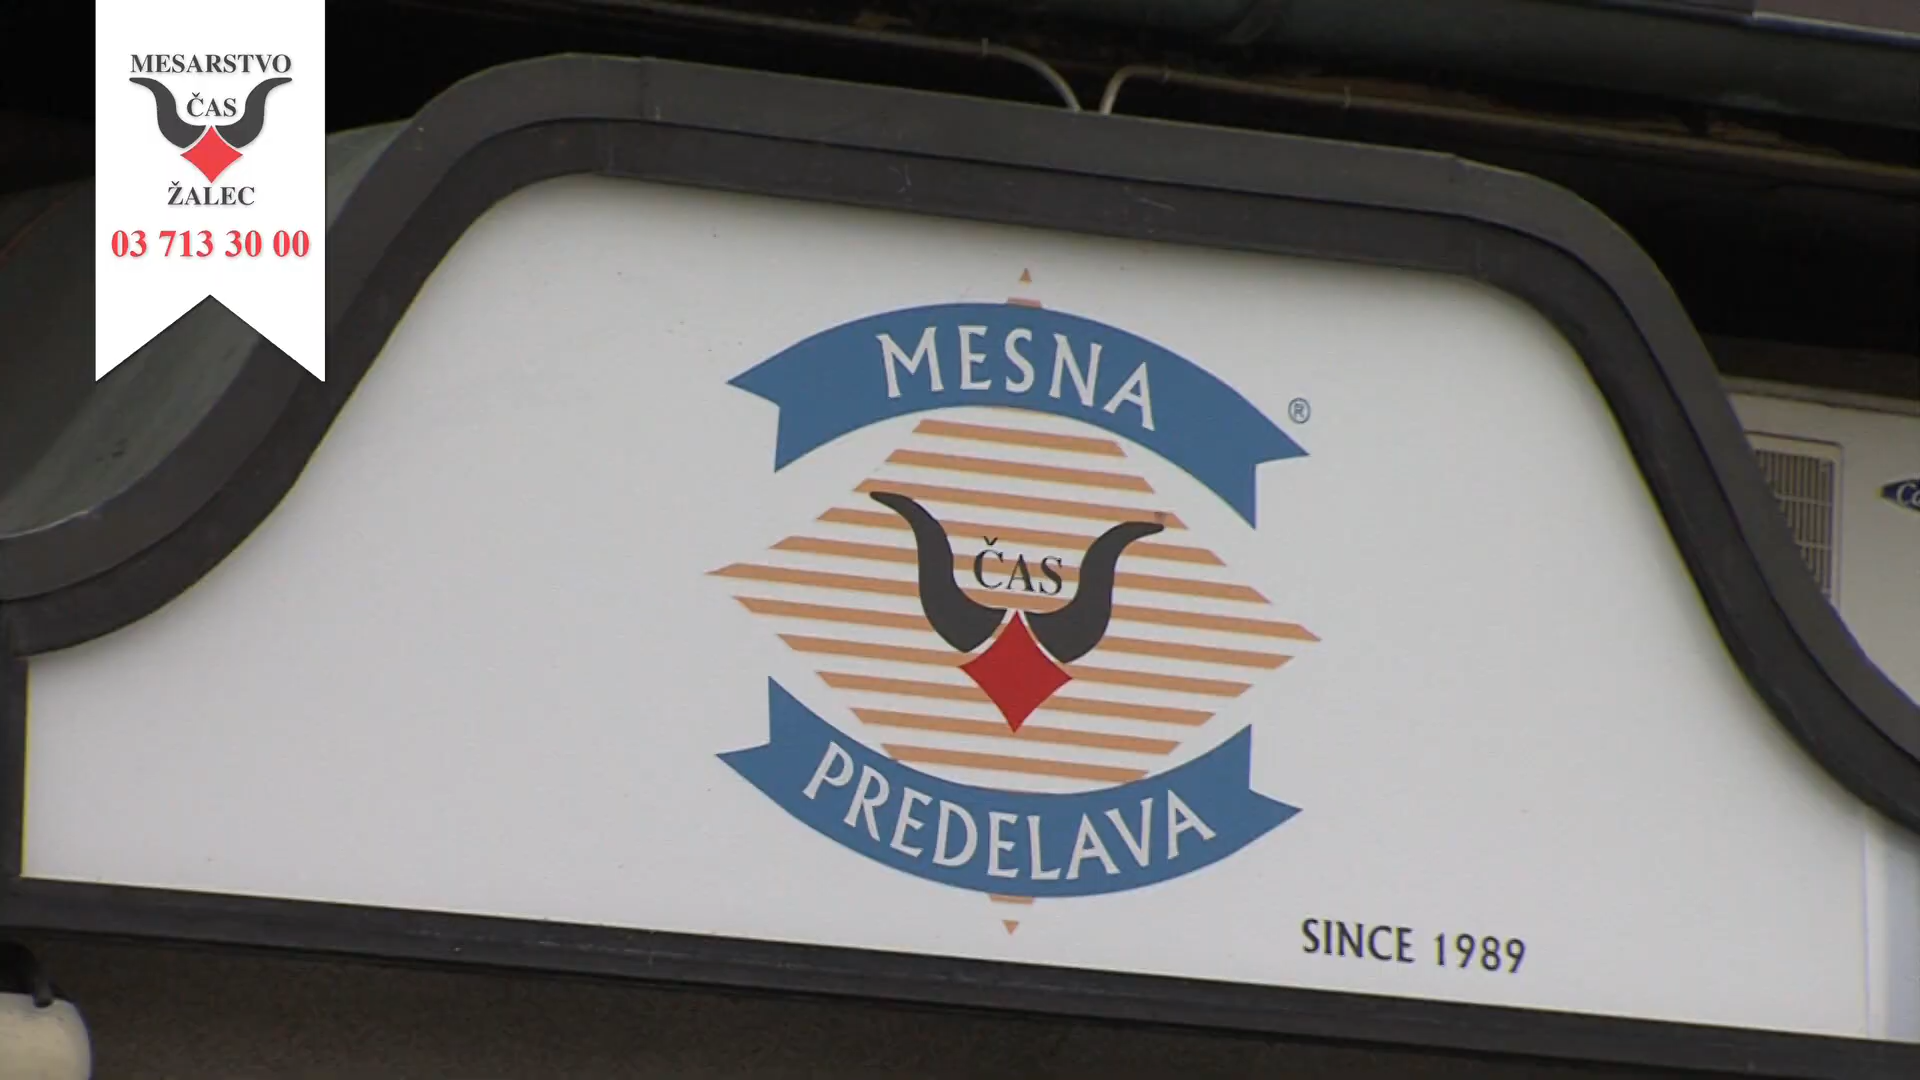 MESARSTVO
ČAS
ŽALEC
03 713 30 00
MESNA
®
ČAS
PREDELAVA
SINCE 1989